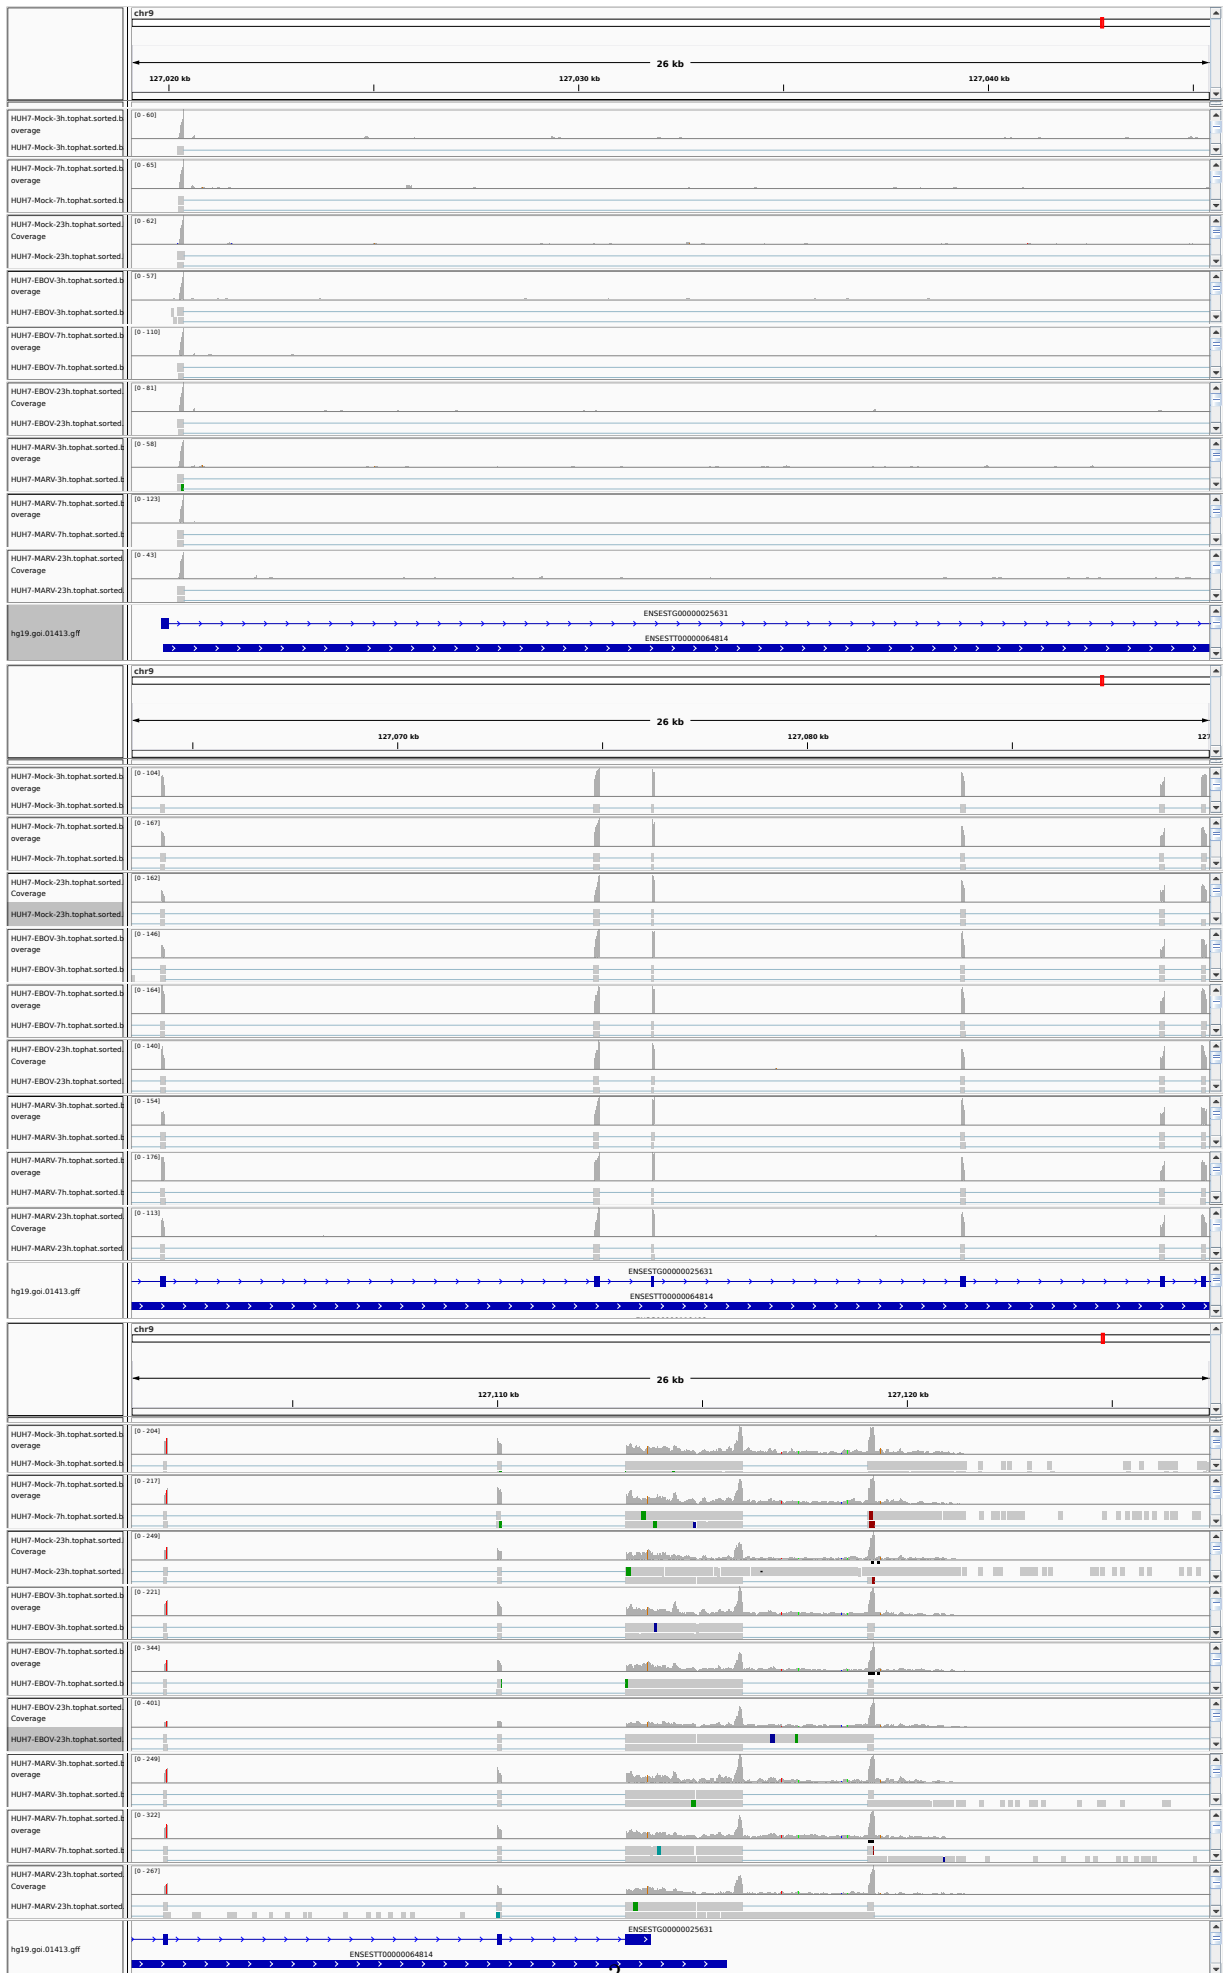 chr9
26 kb
127,020 kb 127,030 kb 127,040 kb
HUH7-Mock-3h.tophat.sorted.b
overage
[0 - 60]
HUH7-Mock-3h.tophat.sorted.b
HUH7-Mock-7h.tophat.sorted.b
overage
[0 - 65]
HUH7-Mock-7h.tophat.sorted.b
HUH7-Mock-23h.tophat.sorted.
Coverage
[0 - 62]
HUH7-Mock-23h.tophat.sorted.
HUH7-EBOV-3h.tophat.sorted.b
overage
[0 - 57]
HUH7-EBOV-3h.tophat.sorted.b
HUH7-EBOV-7h.tophat.sorted.b
overage
[0 - 110]
HUH7-EBOV-7h.tophat.sorted.b
HUH7-EBOV-23h.tophat.sorted.
Coverage
[0 - 81]
HUH7-EBOV-23h.tophat.sorted.
HUH7-MARV-3h.tophat.sorted.b
overage
[0 - 58]
HUH7-MARV-3h.tophat.sorted.b
HUH7-MARV-7h.tophat.sorted.b
overage
[0 - 123]
HUH7-MARV-7h.tophat.sorted.b
HUH7-MARV-23h.tophat.sorted.
Coverage
[0 - 43]
HUH7-MARV-23h.tophat.sorted.
hg19.goi.01413.gff
ENSESTG00000025631
ENSESTT00000064814
chr9
26 kb
127,070 kb 127,080 kb 127
HUH7-Mock-3h.tophat.sorted.b
overage
[0 - 104]
HUH7-Mock-3h.tophat.sorted.b
HUH7-Mock-7h.tophat.sorted.b
overage
[0 - 167]
HUH7-Mock-7h.tophat.sorted.b
HUH7-Mock-23h.tophat.sorted.
Coverage
[0 - 162]
HUH7-Mock-23h.tophat.sorted.
HUH7-EBOV-3h.tophat.sorted.b
overage
[0 - 146]
HUH7-EBOV-3h.tophat.sorted.b
HUH7-EBOV-7h.tophat.sorted.b
overage
[0 - 164]
HUH7-EBOV-7h.tophat.sorted.b
HUH7-EBOV-23h.tophat.sorted.
Coverage
[0 - 140]
HUH7-EBOV-23h.tophat.sorted.
HUH7-MARV-3h.tophat.sorted.b
overage
[0 - 154]
HUH7-MARV-3h.tophat.sorted.b
HUH7-MARV-7h.tophat.sorted.b
overage
[0 - 176]
HUH7-MARV-7h.tophat.sorted.b
HUH7-MARV-23h.tophat.sorted.
Coverage
[0 - 113]
HUH7-MARV-23h.tophat.sorted.
hg19.goi.01413.gff
ENSESTG00000025631
ENSESTT00000064814
chr9
26 kb
127,110 kb 127,120 kb
HUH7-Mock-3h.tophat.sorted.b
overage
[0 - 204]
HUH7-Mock-3h.tophat.sorted.b
HUH7-Mock-7h.tophat.sorted.b
overage
[0 - 217]
HUH7-Mock-7h.tophat.sorted.b
HUH7-Mock-23h.tophat.sorted.
Coverage
[0 - 249]
HUH7-Mock-23h.tophat.sorted.
HUH7-EBOV-3h.tophat.sorted.b
overage
[0 - 221]
HUH7-EBOV-3h.tophat.sorted.b
HUH7-EBOV-7h.tophat.sorted.b
overage
[0 - 344]
HUH7-EBOV-7h.tophat.sorted.b
HUH7-EBOV-23h.tophat.sorted.
Coverage
[0 - 401]
HUH7-EBOV-23h.tophat.sorted.
HUH7-MARV-3h.tophat.sorted.b
overage
[0 - 249]
HUH7-MARV-3h.tophat.sorted.b
HUH7-MARV-7h.tophat.sorted.b
overage
[0 - 322]
HUH7-MARV-7h.tophat.sorted.b
HUH7-MARV-23h.tophat.sorted.
Coverage
[0 - 267]
HUH7-MARV-23h.tophat.sorted.
hg19.goi.01413.gff
ENSESTG00000025631
ENSESTT00000064814